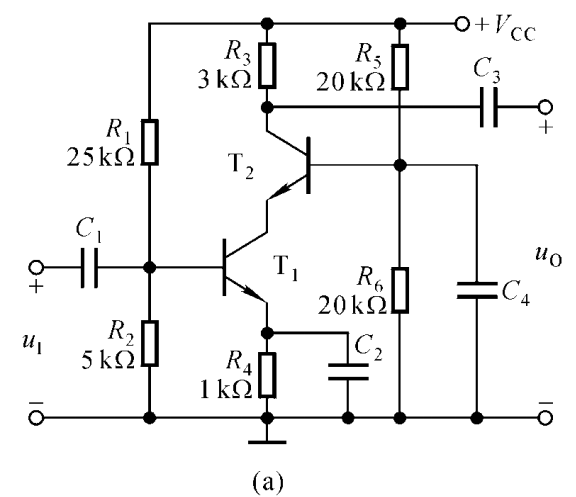 +V_CC
R_3
3 kΩ
R_5
20 kΩ
C_3
+
R_1
25 kΩ
T_2
C_1
+
T_1
u_O
R_6
20 kΩ
C_4
u_I
R_2
5 kΩ
R_4
1 kΩ
C_2
−
−
(a)